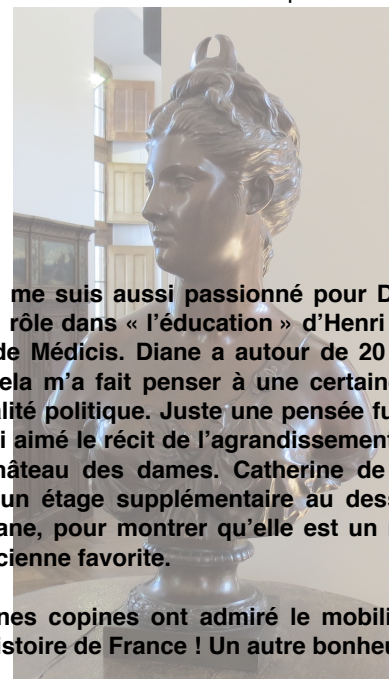 me suis aussi passionné pour D
rôle dans « l'éducation » d'Henri
de Médicis. Diane a autour de 20
ela m'a fait penser à une certain
alité politique. Juste une pensée fu
i aimé le récit de l'agrandissement
hâteau des dames. Catherine de
un étage supplémentaire au dess
ane, pour montrer qu'elle est un
cienne favorite.
nes copines ont admiré le mobili
istoire de France ! Un autre bonheu